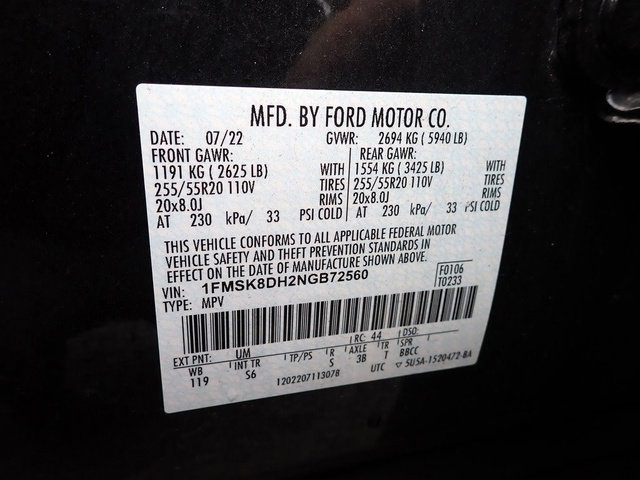 MFD. BY FORD MOTOR CO.
DATE: 07/22 GVWR: 2694 KG ( 5940 LB)
FRONT GAWR: REAR GAWR:
1191 KG ( 2625 LB) WITH 1554 KG ( 3425 LB) WITH
255/55R20 110V TIRES 255/55R20 110V TIRES
20x8.0J RIMS 20x8.0J RIMS
AT 230 kPa/ 33 PSI COLD AT 230 kPa/ 33 PSI COLD
THIS VEHICLE CONFORMS TO ALL APPLICABLE FEDERAL MOTOR
VEHICLE SAFETY AND THEFT PREVENTION STANDARDS IN
EFFECT ON THE DATE OF MANUFACTURE SHOWN ABOVE.
VIN: 1FMSK8DH2NGB72560 F0106
TYPE: MPV T0233
EXT PNT: UM RC: 44 DSO:
WB INT TR TP/PS R AXLE TR SPR
119 S6 3B T BBCC
1202207113078 UTC ▽ 5U5A-1520472-BA